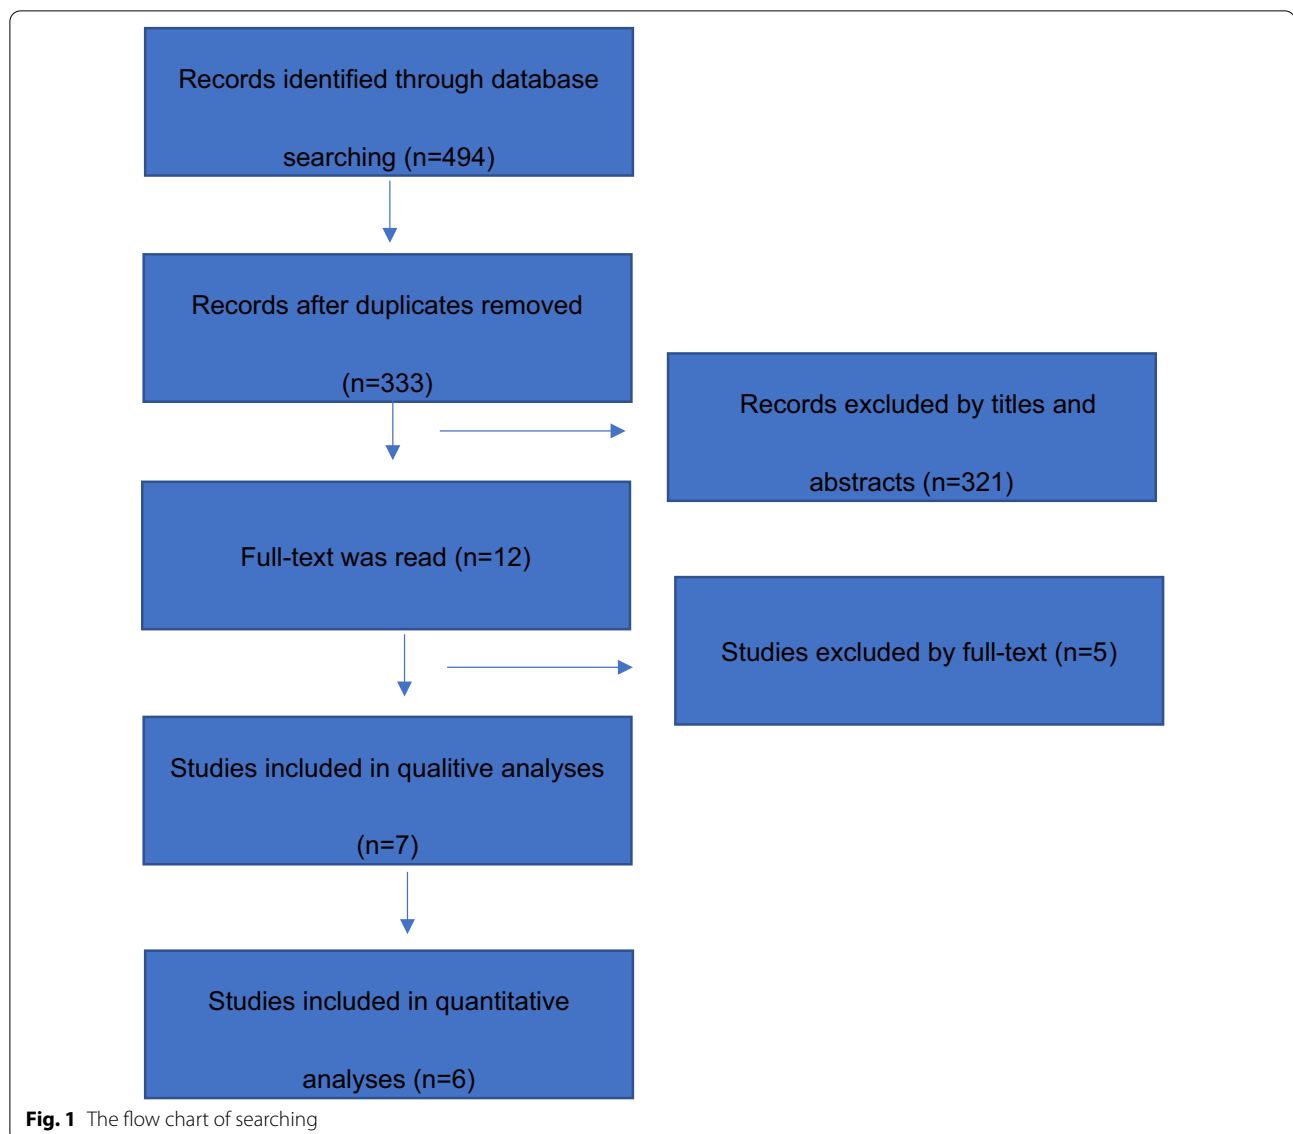 Records identified through database
searching (n=494)
Records after duplicates removed
(n=333)
Records excluded by titles and
abstracts (n=321)
Full-text was read (n=12)
Studies excluded by full-text (n=5)
Studies included in qualitive analyses
(n=7)
Studies included in quantitative
analyses (n=6)
Fig. 1 The flow chart of searching